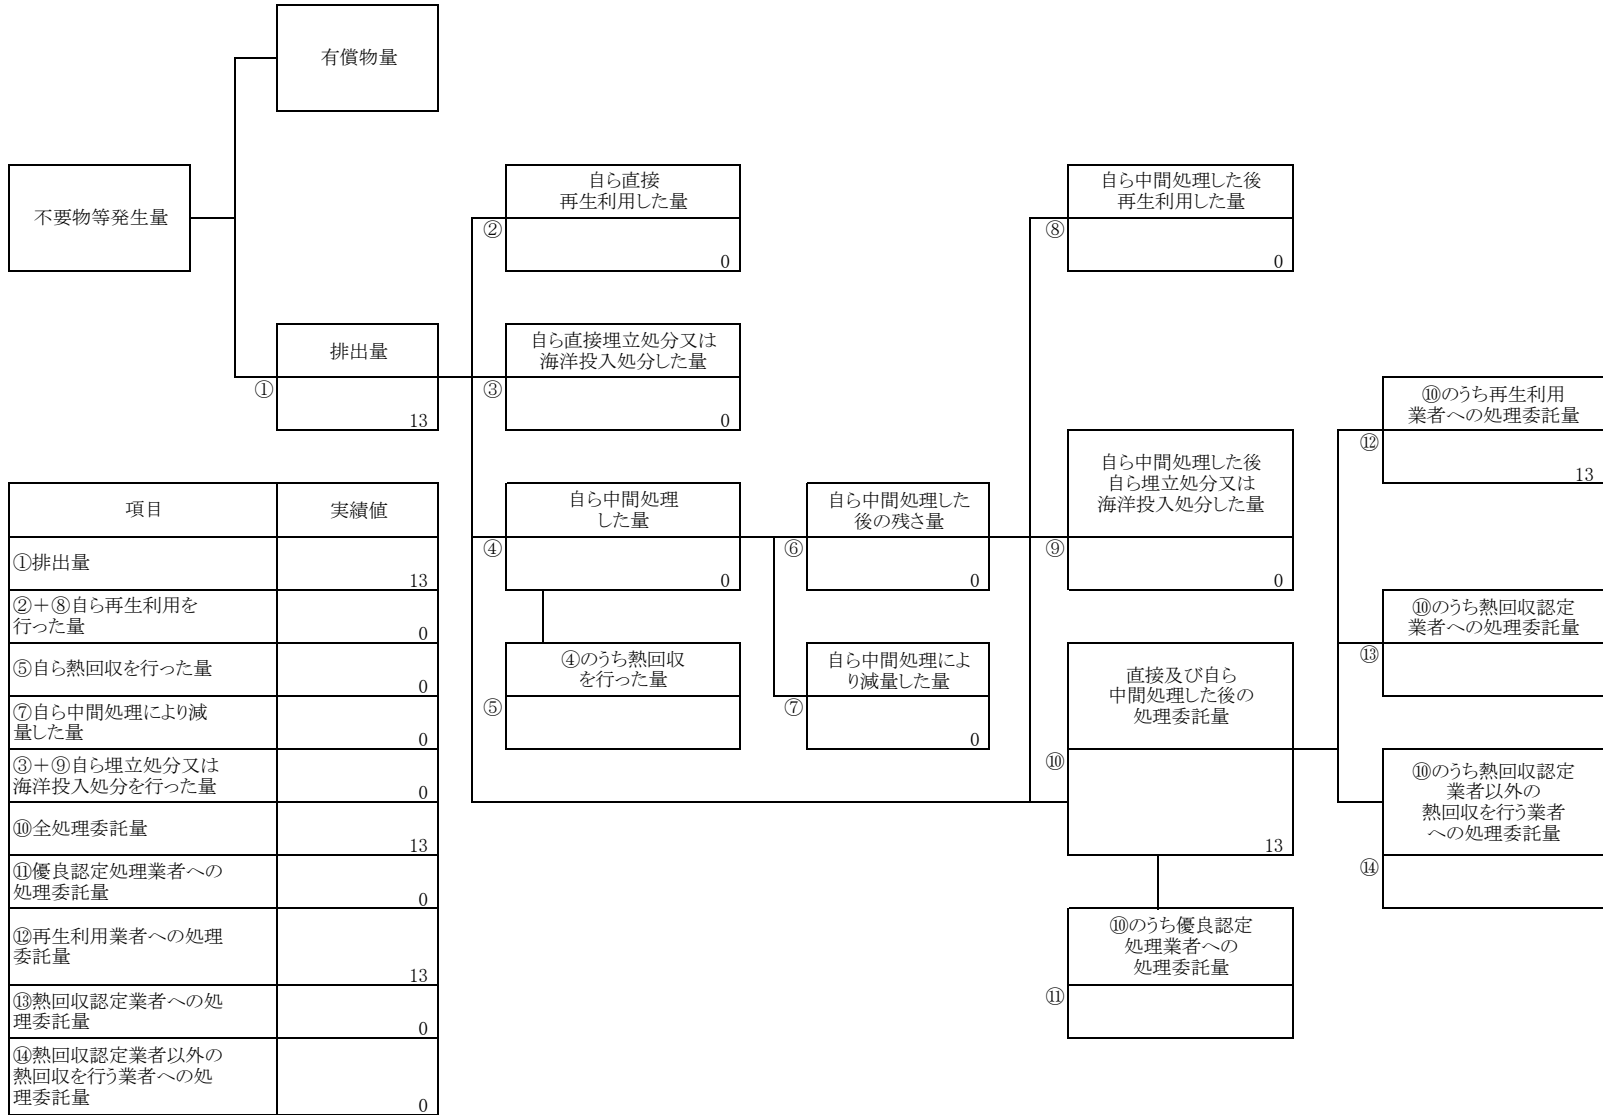 有償物量
不要物等発生量
自ら直接
再生利用した量
②
0
自ら中間処理した後
再生利用した量
⑧
0
排出量
①
13
自ら直接埋立処分又は
海洋投入処分した量
③
0
⑩のうち再生利用
業者への処理委託量
⑫
13
自ら中間処理
した量
④
0
自ら中間処理した
後の残さ量
⑥
0
自ら中間処理した後
自ら埋立処分又は
海洋投入処分した量
⑨
0
⑩のうち熱回収認定
業者への処理委託量
⑬
④のうち熱回収
を行った量
⑤
自ら中間処理によ
り減量した量
⑦
0
直接及び自ら
中間処理した後の
処理委託量
⑩
13
⑩のうち熱回収認定
業者以外の
熱回収を行う業者
への処理委託量
⑭
⑩のうち優良認定
処理業者への
処理委託量
⑪
項目
実績値
①排出量
13
②＋⑧自ら再生利用を
行った量
0
⑤自ら熱回収を行った量
0
⑦自ら中間処理により減
量した量
0
③＋⑨自ら埋立処分又は
海洋投入処分を行った量
0
⑩全処理委託量
13
⑪優良認定処理業者への
処理委託量
0
⑫再生利用業者への処理
委託量
13
⑬熱回収認定業者への処
理委託量
0
⑭熱回収認定業者以外の
熱回収を行う業者への処
理委託量
0